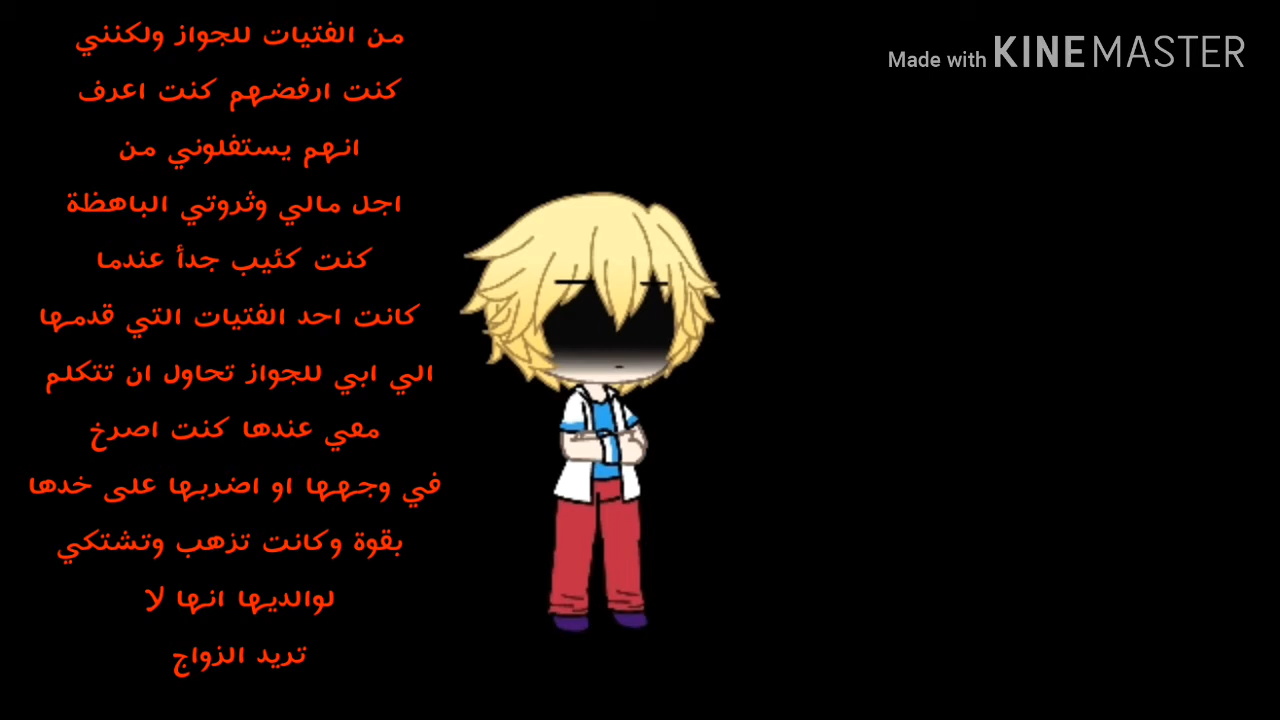 من الفتيات للجواز ولكنني
كنت ارفضهم كنت اعرف
انهم يستغلوني من
اجل مالي وثروتي الباهظة
كنت كئيب جدأ عندما
كانت احد الفتيات التي قدمها
الي ابي للجواز تحاول ان تتكلم
معي عندها كنت اصرخ
في وجهها او اضربها على خدها
بقوة وكانت تزهب وتشتكي
لوالديها انها لا
تريد الزواج
Made with KINEMASTER